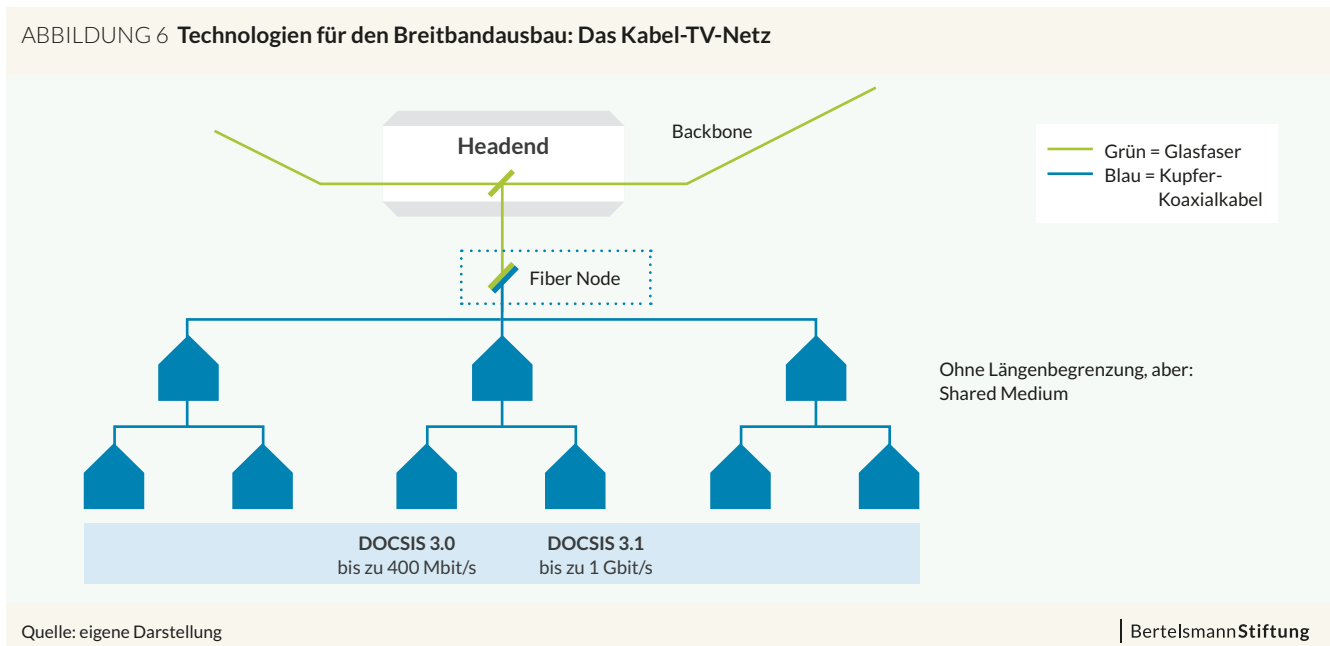 ABBILDUNG 6 Technologien für den Breitbandausbau: Das Kabel-TV-Netz
Headend
Backbone
Grün = Glasfaser
Blau = Kupfer-
Koaxialkabel
Fiber Node
Ohne Längenbegrenzung, aber:
Shared Medium
DOCSIS 3.0
bis zu 400 Mbit/s
DOCSIS 3.1
bis zu 1 Gbit/s
Quelle: eigene Darstellung
BertelsmannStiftung